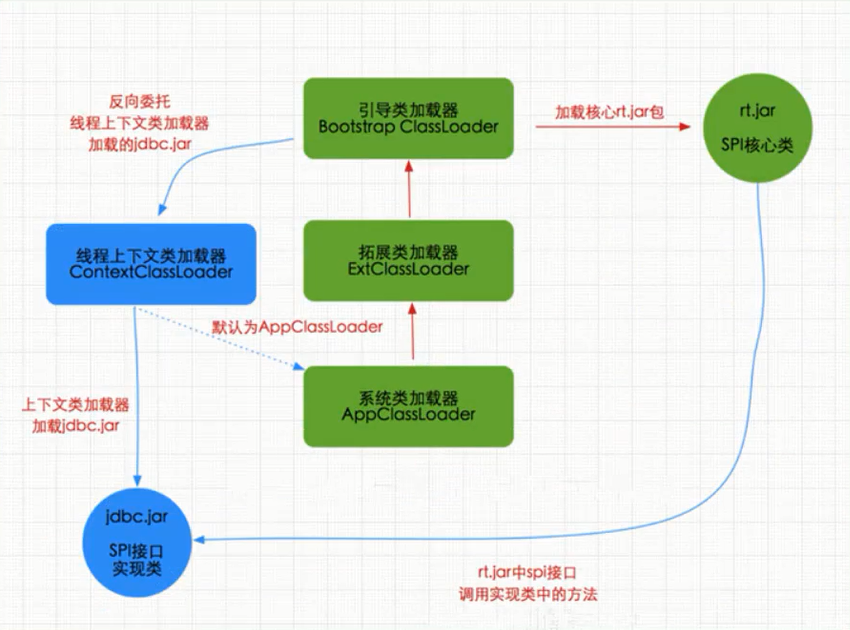 引导类加载器
Bootstrap ClassLoader
加载核心rt.jar包
rt.jar
SPI核心类
反向委托
线程上下文类加载器
加载的jdbc.jar
线程上下文类加载器
ContextClassLoader
拓展类加载器
ExtClassLoader
默认为AppClassLoader
系统类加载器
AppClassLoader
上下文类加载器
加载jdbc.jar
jdbc.jar
SPI接口
实现类
rt.jar中spi接口
调用实现类中的方法